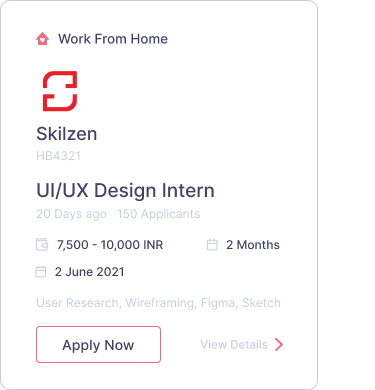 Work From Home
Skilzen
HB4321
UI/UX Design Intern
20 Days ago 150 Applicants
7,500 - 10,000 INR 2 Months
2 June 2021
User Research, Wireframing, Figma, Sketch
Apply Now View Details